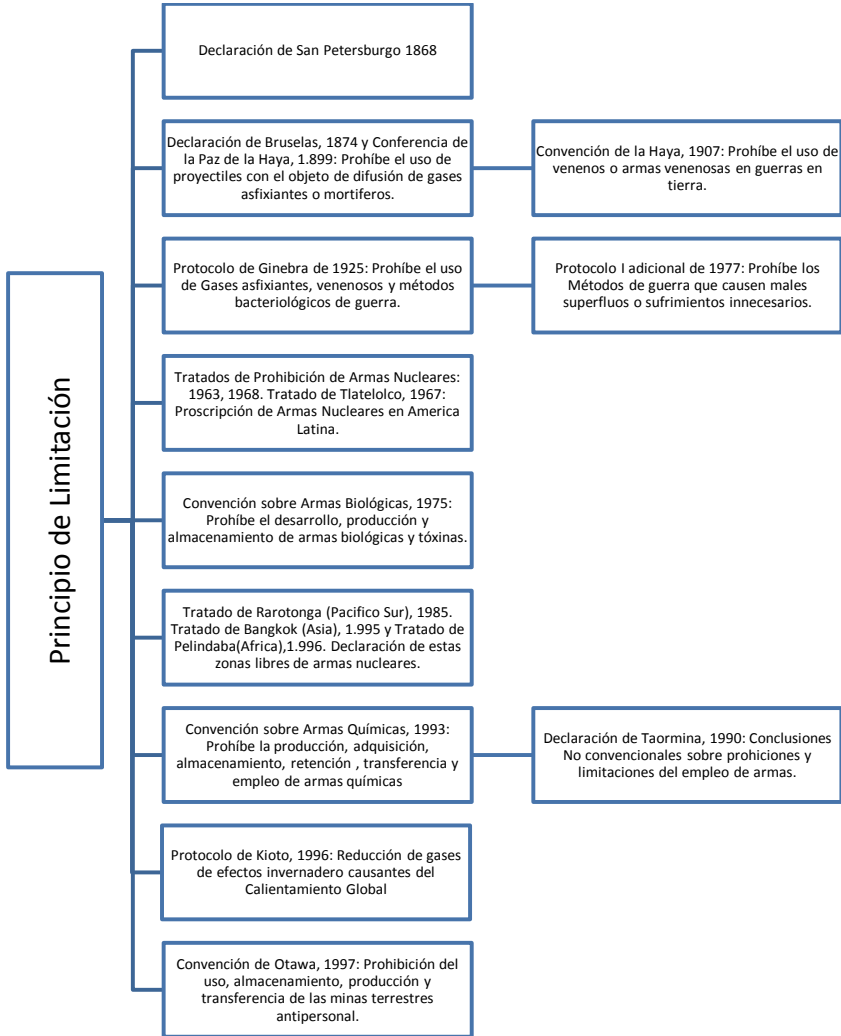 Principio de Limitación
Declaración de San Petersburgo 1868
Declaración de Bruselas, 1874 y Conferencia de
la Paz de la Haya, 1.899: Prohíbe el uso de
proyectiles con el objeto de difusión de gases
asfixiantes o mortiferos.
Convención de la Haya, 1907: Prohíbe el uso de
venenos o armas venenosas en guerras en
tierra.
Protocolo de Ginebra de 1925: Prohíbe el uso
de Gases asfixiantes, venenosos y métodos
bacteriológicos de guerra.
Protocolo I adicional de 1977: Prohíbe los
Métodos de guerra que causen males
superfluos o sufrimientos innecesarios.
Tratados de Prohibición de Armas Nucleares:
1963, 1968. Tratado de Tlatelolco, 1967:
Proscripción de Armas Nucleares en America
Latina.
Convención sobre Armas Biológicas, 1975:
Prohíbe el desarrollo, producción y
almacenamiento de armas biológicas y tóxinas.
Tratado de Rarotonga (Pacifico Sur), 1985.
Tratado de Bangkok (Asia), 1.995 y Tratado de
Pelindaba(Africa),1.996. Declaración de estas
zonas libres de armas nucleares.
Convención sobre Armas Químicas, 1993:
Prohíbe la producción, adquisición,
almacenamiento, retención , transferencia y
empleo de armas químicas
Declaración de Taormina, 1990: Conclusiones
No convencionales sobre prohiciones y
limitaciones del empleo de armas.
Protocolo de Kioto, 1996: Reducción de gases
de efectos invernadero causantes del
Calientamiento Global
Convención de Otawa, 1997: Prohibición del
uso, almacenamiento, producción y
transferencia de las minas terrestres
antipersonal.